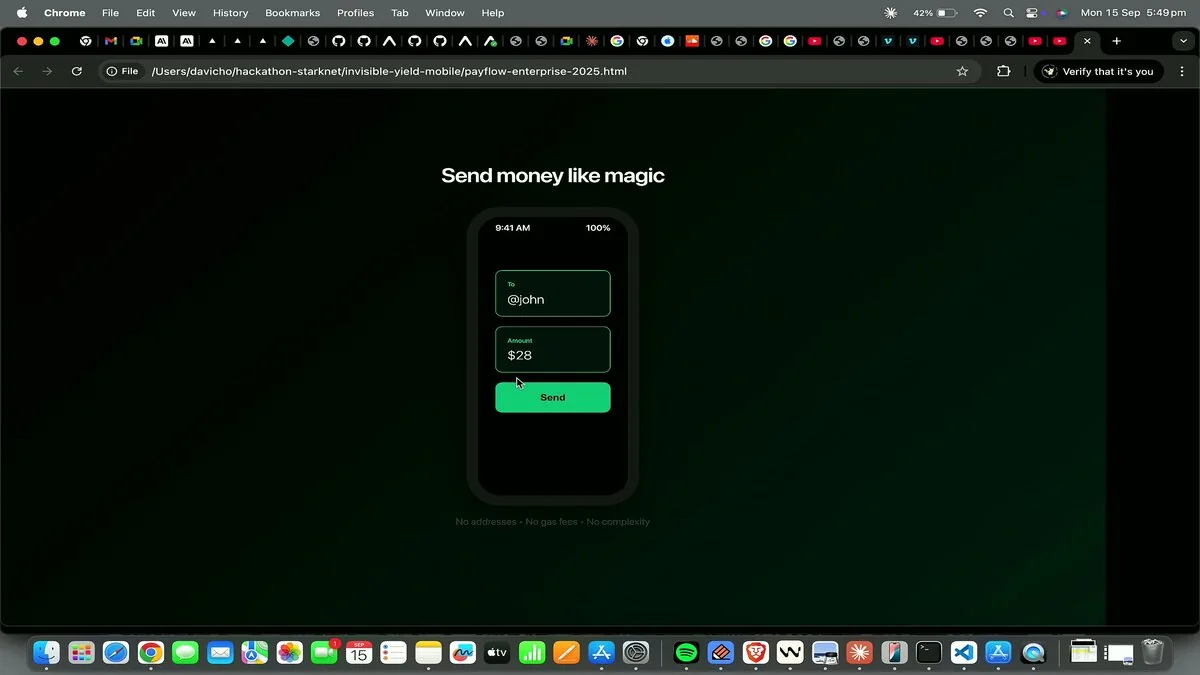 Chrome File Edit View History Bookmarks Profiles Tab Window Help 42% Mon 15 Sep 5:49 pm
File /Users/davicho/hackathon-starknet/invisible-yield-mobile/payflow-enterprise-2025.html Verify that it's you
Send money like magic
9:41 AM 100%
To
@john
Amount
$28
Send
No addresses • No gas fees • No complexity
1
SEP
15
tv